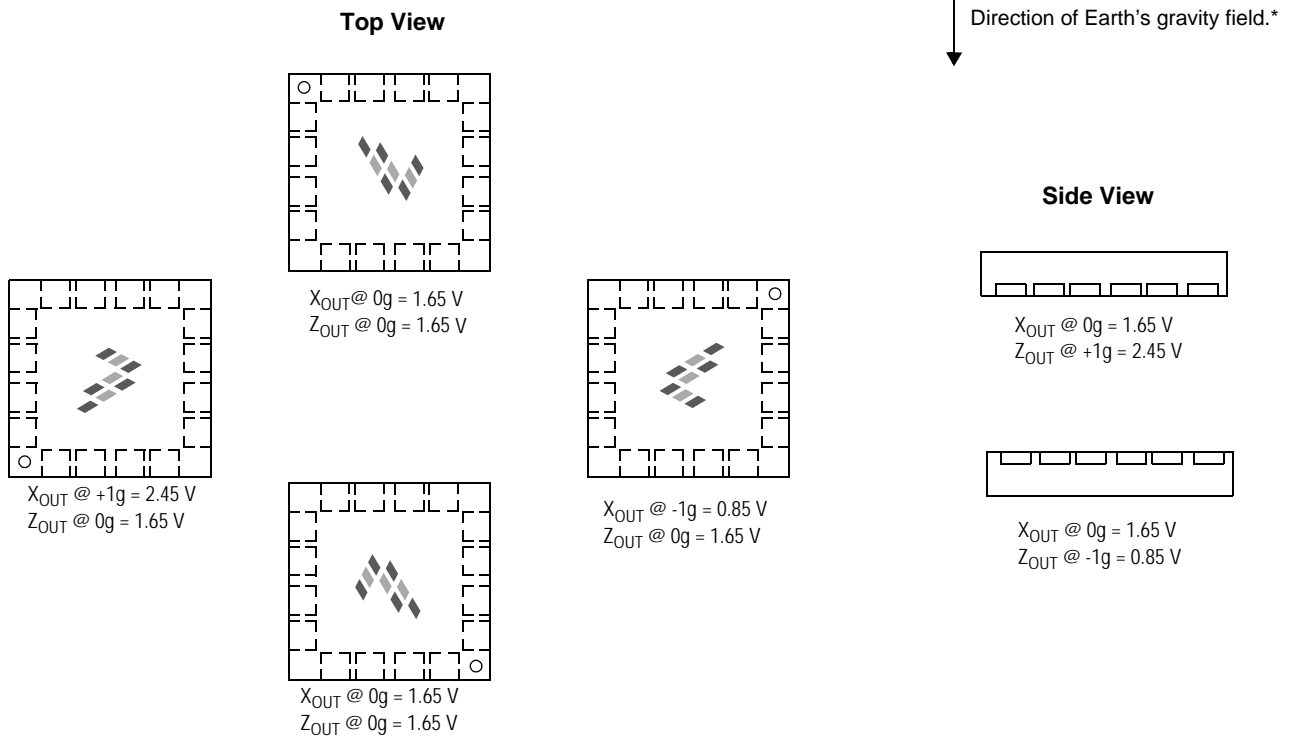 Top View
Direction of Earth's gravity field.*
X_OUT@ 0g = 1.65 V
Z_OUT @ 0g = 1.65 V
X_OUT @ +1g = 2.45 V
Z_OUT @ 0g = 1.65 V
X_OUT @ -1g = 0.85 V
Z_OUT @ 0g = 1.65 V
X_OUT @ 0g = 1.65 V
Z_OUT @ 0g = 1.65 V
Side View
X_OUT @ 0g = 1.65 V
Z_OUT @ +1g = 2.45 V
X_OUT @ 0g = 1.65 V
Z_OUT @ -1g = 0.85 V